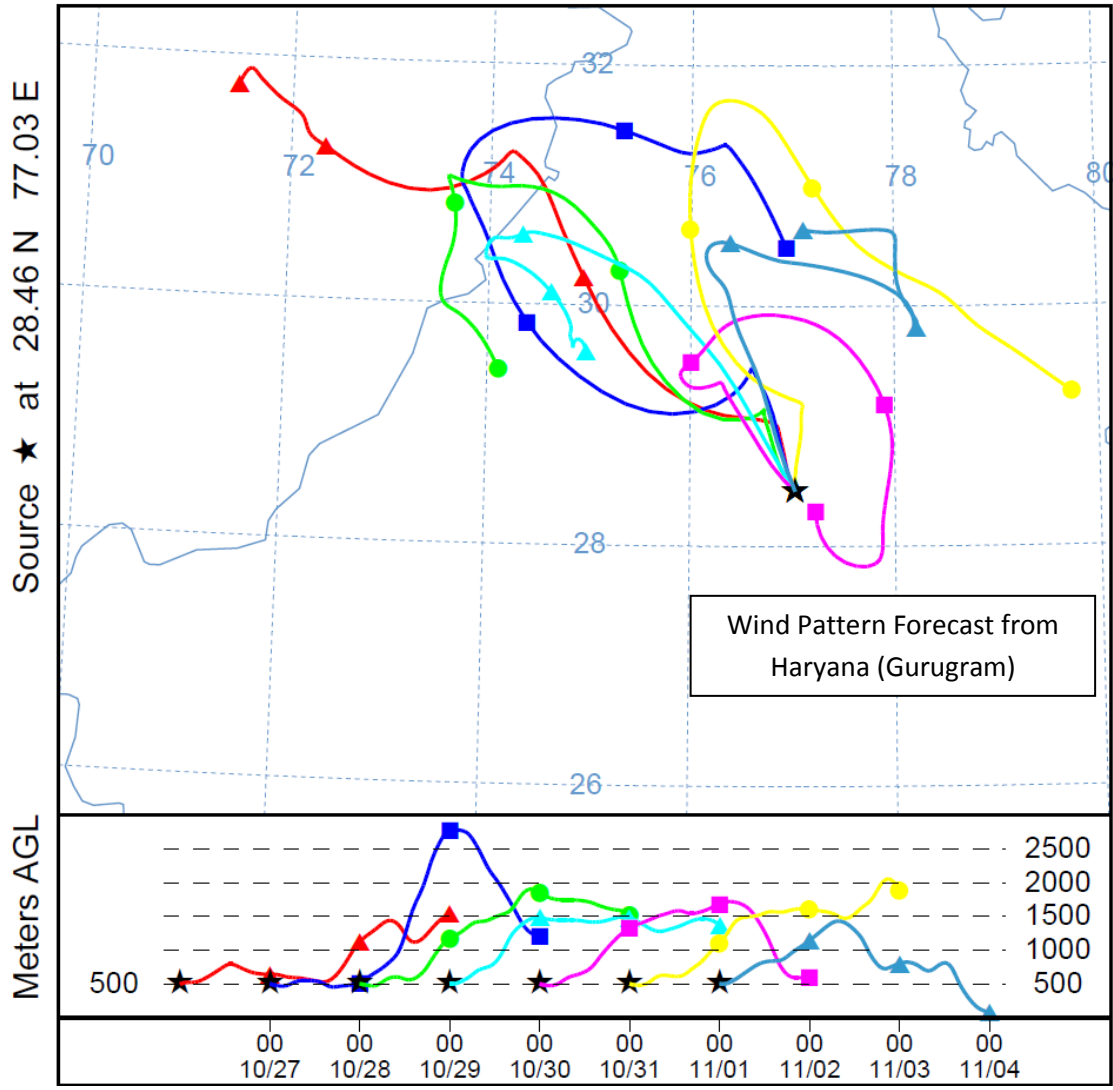 Source ★ at 28.46 N 77.03 E
32
70
72
74
76
78
80
30
28
26
Wind Pattern Forecast from
Haryana (Gurugram)
Meters AGL
2500
2000
1500
1000
500
500
00 00 00 00 00 00 00 00 00
10/27 10/28 10/29 10/30 10/31 11/01 11/02 11/03 11/04